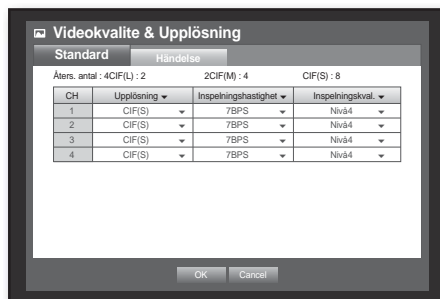 Videokvalite & Upplösning
Standard Händelse
Åters. antal : 4CIF(L) : 2 2CIF(M) : 4 CIF(S) : 8
CH Upplösning Inspelningshastighet Inspelningskval.
1 CIF(S) 7BPS Nivå4
2 CIF(S) 7BPS Nivå4
3 CIF(S) 7BPS Nivå4
4 CIF(S) 7BPS Nivå4
OK Cancel